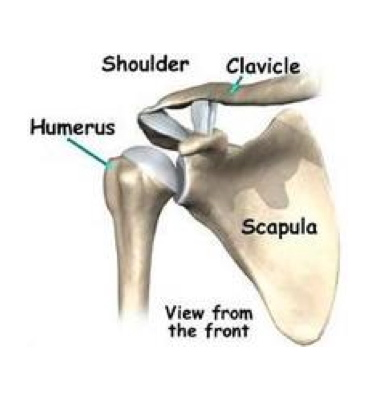 Shoulder
Clavicle
Humerus
Scapula
View from
the front